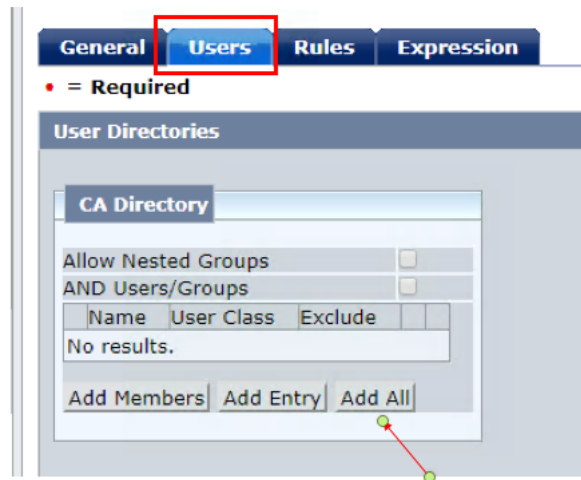 General Users Rules Expression
• = Required
User Directories
CA Directory
Allow Nested Groups
AND Users/Groups
Name User Class Exclude
No results.
Add Members Add Entry Add All